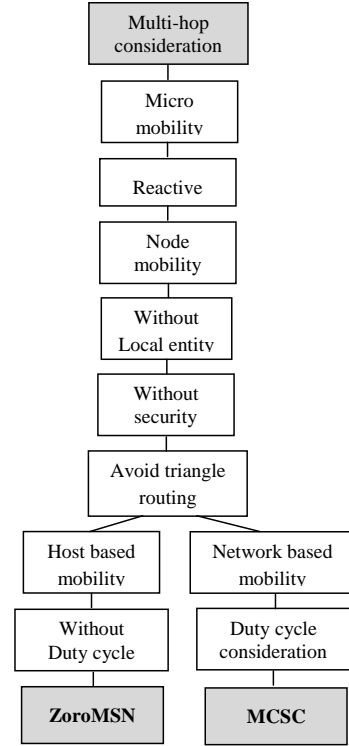 Multi-hop
consideration
Micro
mobility
Reactive
Node
mobility
Without
Local entity
Without
security
Avoid triangle
routing
Host based
mobility
Network based
mobility
Without
Duty cycle
Duty cycle
consideration
ZoroMSN
MCSC